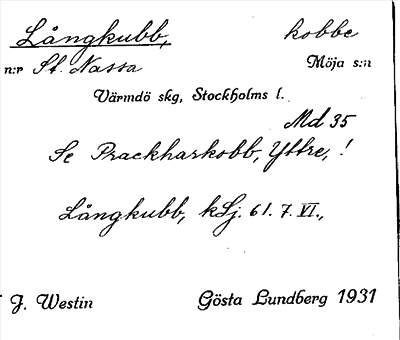 Långkubb, kobbe
n:r St. Nassa Möja s:n
Värmdö skg, Stockholms l.
Md 35
Se Prackharkobb, Yttre, !
Långkubb, kSj. 61. 7. VI.,
J. Westin Gösta Lundberg 1931